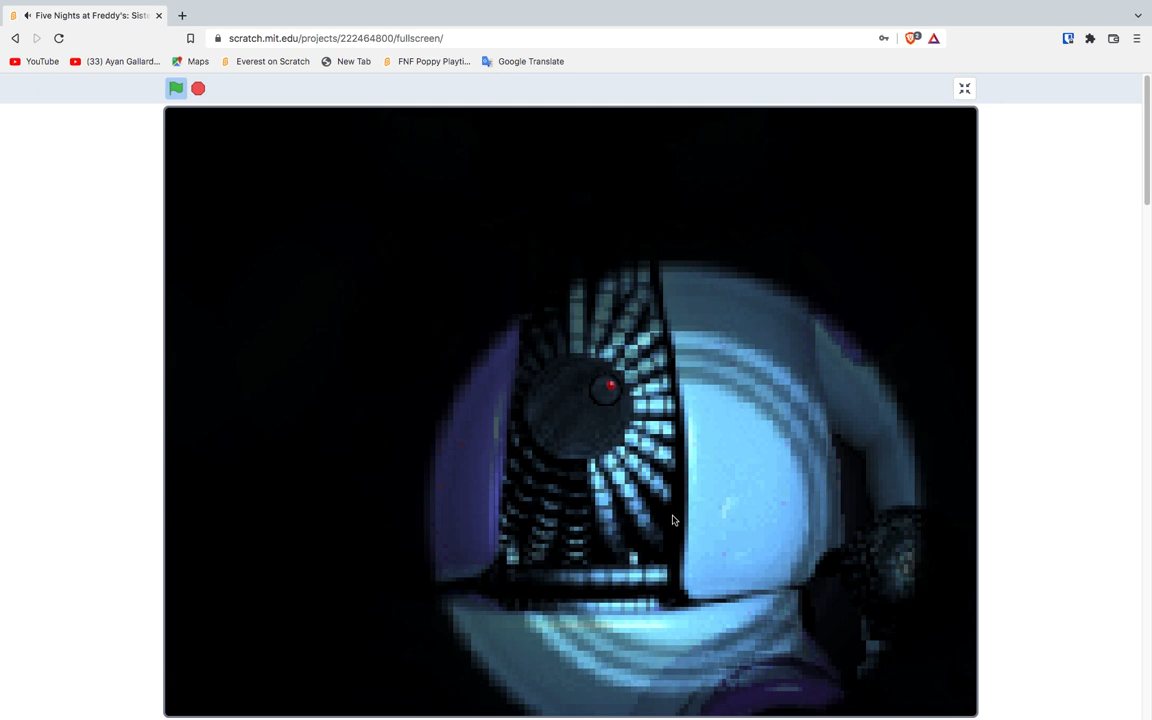 Five Nights at Freddy's: Sist
scratch.mit.edu/projects/222464800/fullscreen/
2
YouTube
(33) Ayan Gallard...
Maps
Everest on Scratch
New Tab
FNF Poppy Playti...
Google Translate